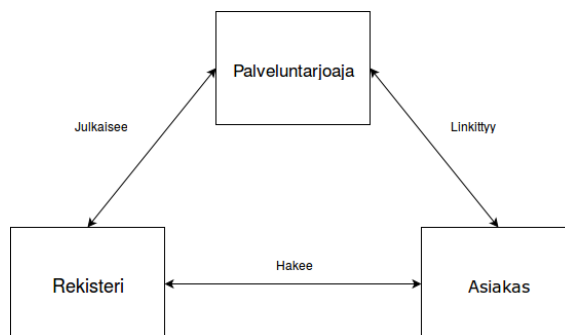 Palveluntarjoaja
Julkaisee
Linkittyy
Hakee
Rekisteri
Asiakas